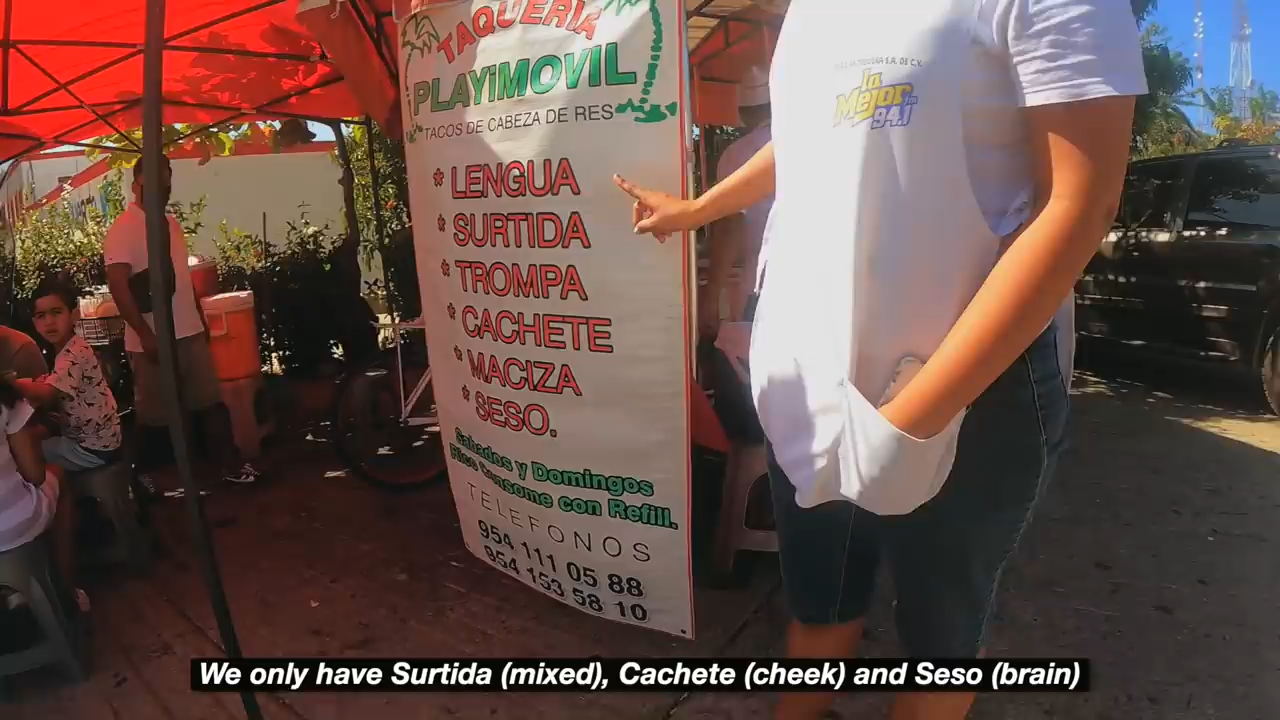 TAQUERIA
PLAYiMOVIL
TACOS DE CABEZA DE RES
* LENGUA
* SURTIDA
* TROMPA
* CACHETE
* MACIZA
* SESO.
Sabados y Domingos
Rico Consome con Refill.
TELEFONOS
954 111 05 88
954 153 58 10
la
Mejor
94.1
We only have Surtida (mixed), Cachete (cheek) and Seso (brain)